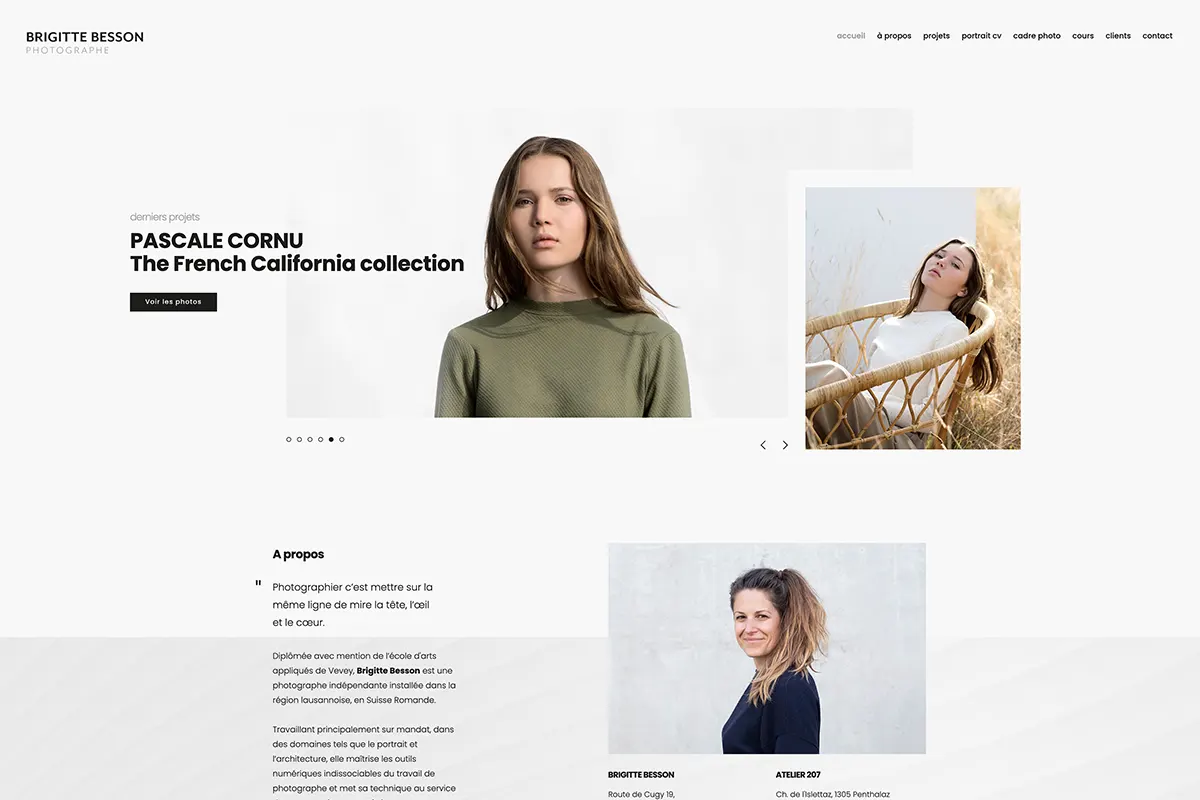 BRIGITTE BESSON
PHOTOGRAPHE
accueil à propos projets portrait cv cadre photo cours clients contact
derniers projets
PASCALE CORNU
The French California collection
Voir les photos
A propos
" Photographier c'est mettre sur la
même ligne de mire la tête, l'œil
et le cœur.
Diplômée avec mention de l'école d'arts
appliqués de Vevey, Brigitte Besson est une
photographe indépendante installée dans la
région lausannoise, en Suisse Romande.
Travaillant principalement sur mandat, dans
des domaines tels que le portrait et
l'architecture, elle maîtrise les outils
numériques indissociables du travail de
photographe et met sa technique au service
BRIGITTE BESSON
Route de Cugy 19,
ATELIER 207
Ch. de l'Islettaz, 1305 Penthalaz